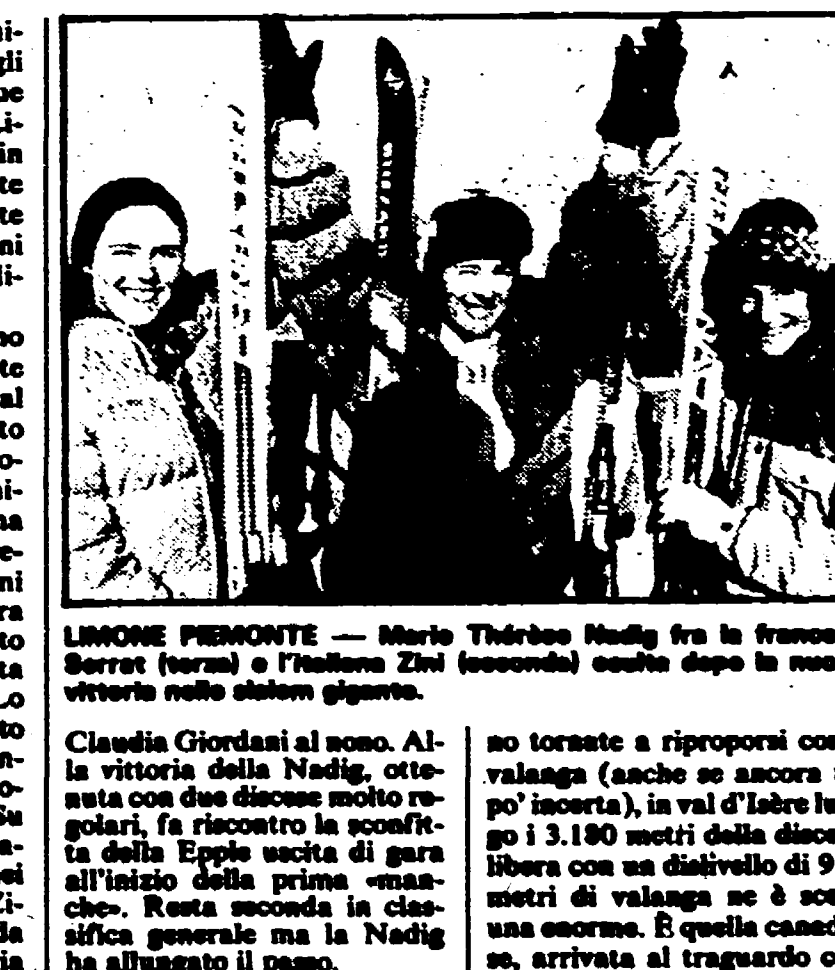 LIMONE PIEMONTE — Marie Thérèse Nadig fra la france
Serrat (terza) e l'italiana Zini (seconda) esulta dopo la nuo
vittoria nello slalom gigante.
Claudia Giordani al nono. Al-
la vittoria della Nadig, otte-
nuta con due discese molto re-
golari, fa riscontro la sconfit-
ta della Epple uscita di gara
all'inizio della prima «man-
che». Resta seconda in clas-
sifica generale ma la Nadig
ha allungato il passo.
no tornate a riproporsi con
valanga (anche se ancora
po' incerta), in val d'Isère lu
go i 3.180 metri della disce
libera con un dislivello di 9
metri di valanga ne è sce
una enorme. È quella canad
se, arrivata al traguardo c